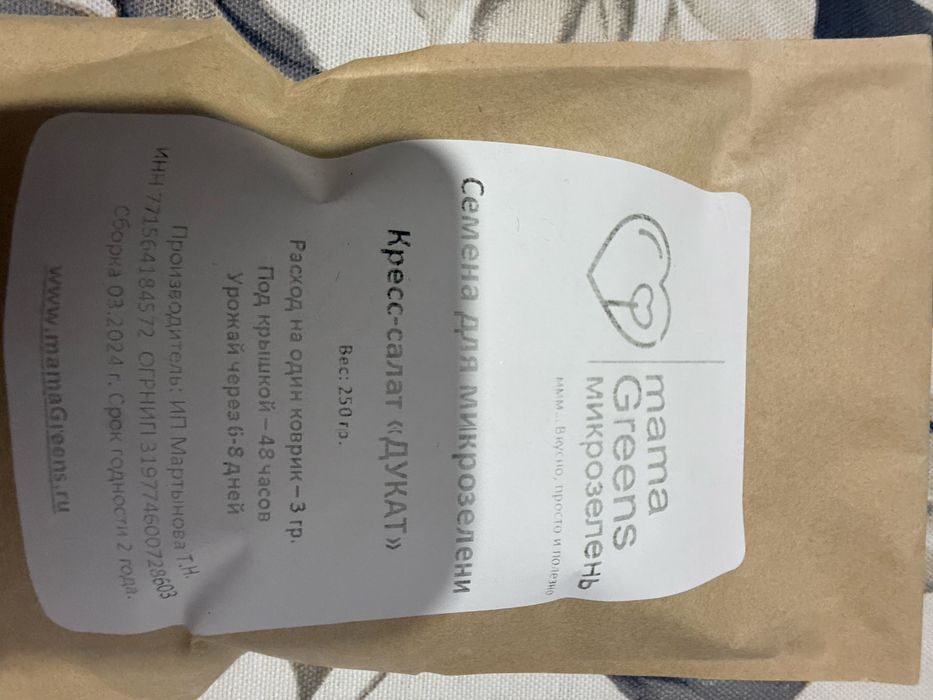 mama
Greens
микрозелень
ммм... Вкусно, просто и полезно
Семена для микрозелени
Кресс-салат «ДУКАТ»
Вес: 250 гр.
Расход на один коврик – 3 гр.
Под крышкой – 48 часов
Урожай через 6-8 дней
Производитель: ИП Мартынова Т.Н.
ИНН 771564184572 ОГРНИП 319774600728603
Сборка 03.2024 г. Срок годности 2 года.
www.mamaGreens.ru